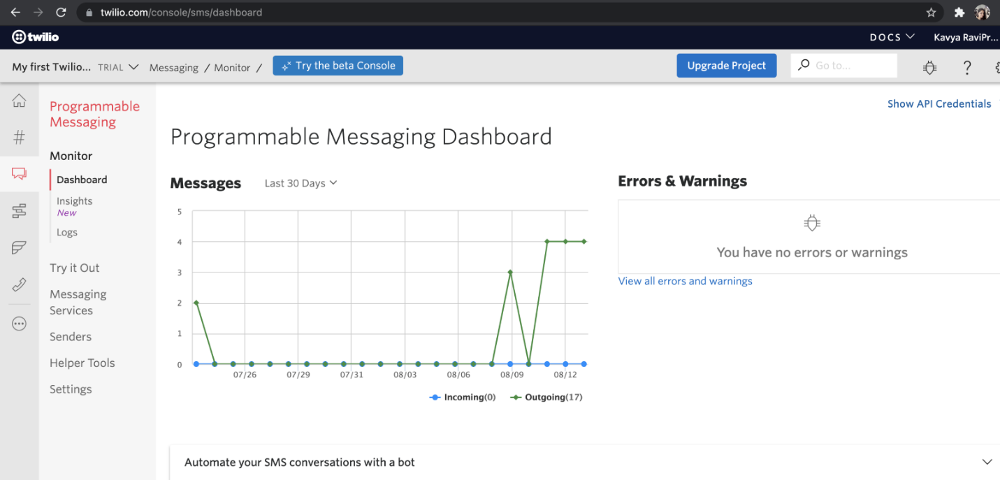 twilio.com/console/sms/dashboard
twilio
DOCS
Kavya RaviPr...
My first Twilio... TRIAL
Messaging / Monitor /
Try the beta Console
Upgrade Project
Go to...
?
Show API Credentials
Programmable
Messaging
Monitor
Dashboard
Insights
New
Logs
Try it Out
Messaging
Services
Senders
Helper Tools
Settings
Programmable Messaging Dashboard
Messages
Last 30 Days
5
4
3
2
1
0
07/26 07/29 07/31 08/03 08/06 08/09 08/12
Incoming(0) Outgoing(17)
Errors & Warnings
You have no errors or warnings
View all errors and warnings
Automate your SMS conversations with a bot